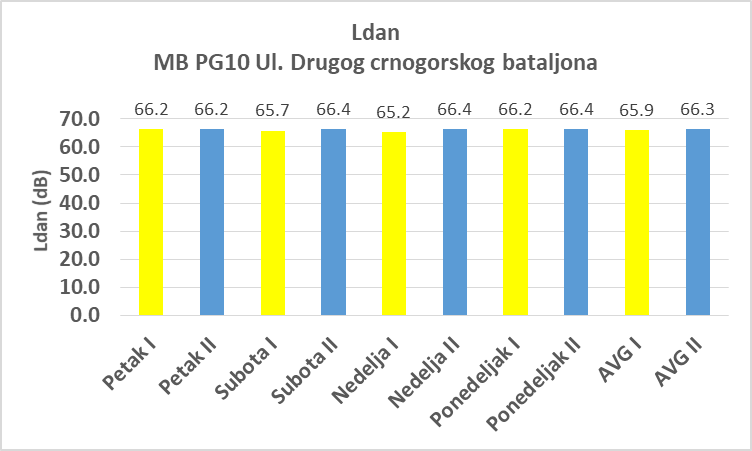 Ldan
MB PG10 Ul. Drugog crnogorskog bataljona
66.2 66.2 65.7 66.4 65.2 66.4 66.2 66.4 65.9 66.3
70.0
60.0
50.0
40.0
30.0
20.0
10.0
0.0
Ldan (dB)
Petak I
Petak II
Subota I
Subota II
Nedelja I
Nedelja II
Ponedeljak I
Ponedeljak II
AVG I
AVG II